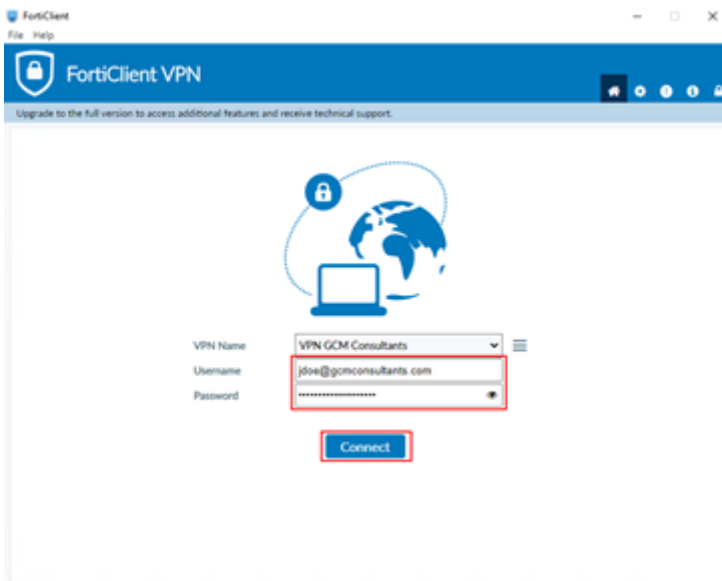 FortiClient
File Help
FortiClient VPN
Upgrade to the full version to access additional features and receive technical support.
VPN Name
VPN GCM Consultants
Username
jdoe@gcmconsultants.com
Password
••••••••••••••••••••
Connect